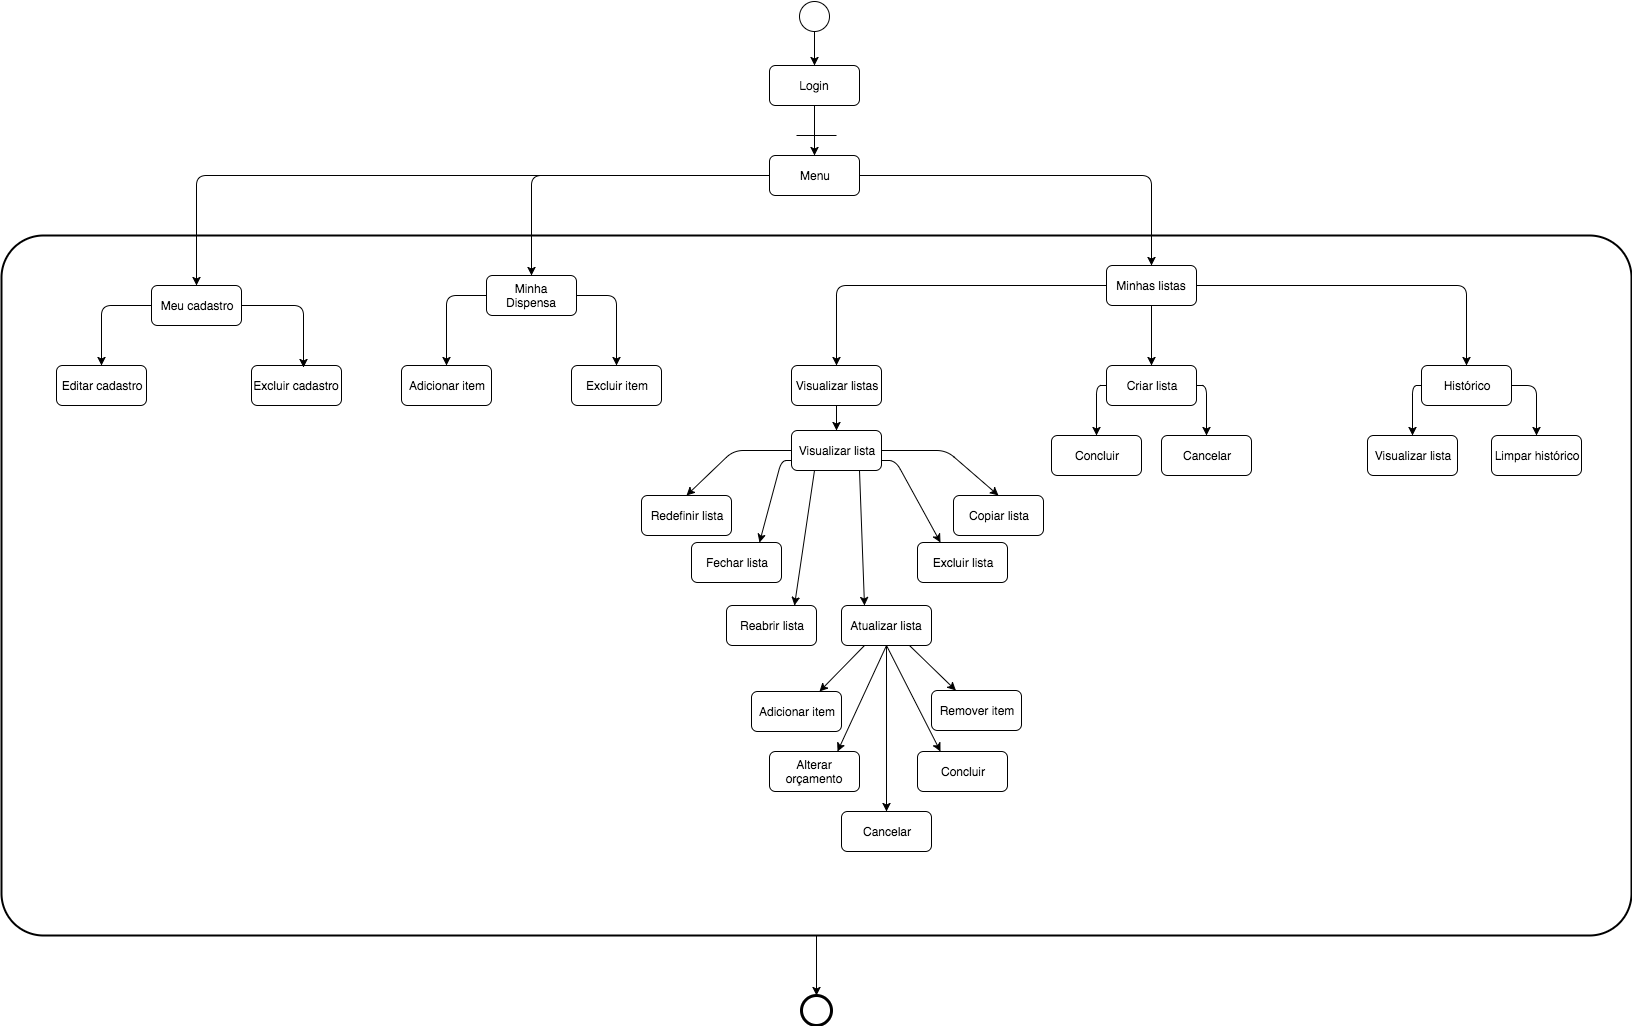 Login
Menu
Meu cadastro
Minha
Dispensa
Minhas listas
Editar cadastro
Excluir cadastro
Adicionar item
Excluir item
Visualizar listas
Criar lista
Histórico
Visualizar lista
Concluir
Cancelar
Visualizar lista
Limpar histórico
Redefinir lista
Copiar lista
Fechar lista
Excluir lista
Reabrir lista
Atualizar lista
Adicionar item
Remover item
Alterar
orçamento
Concluir
Cancelar